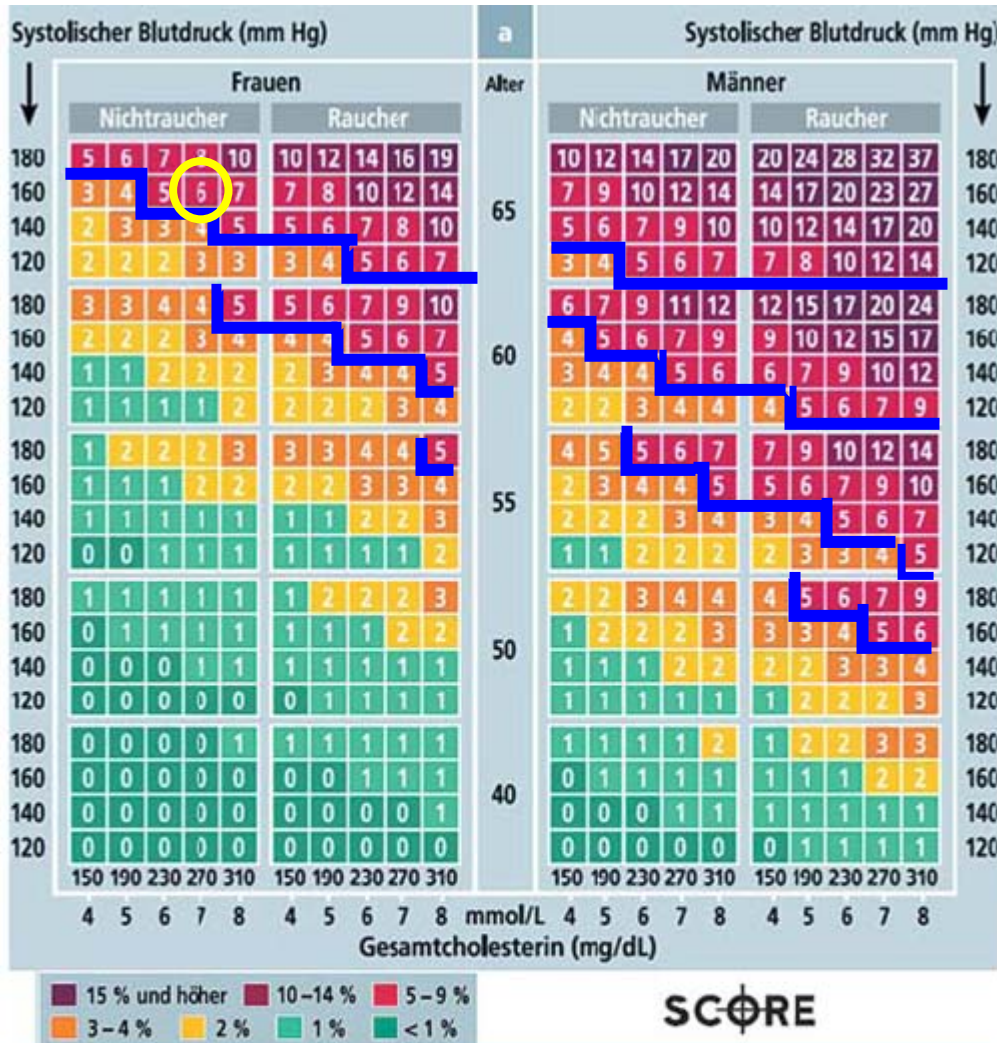 Systolischer Blutdruck (mm Hg) a Systolischer Blutdruck (mm Hg)
Frauen Alter Männer
Nichtraucher Raucher Nichtraucher Raucher
180 5 6 7 8 10 10 12 14 16 19 10 12 14 17 20 20 24 28 32 37 180
160 3 4 5 6 7 7 8 10 12 14 7 9 10 12 14 14 17 20 23 27 160
65
140 2 3 3 4 5 5 6 7 8 10 5 6 7 9 10 10 12 14 17 20 140
120 2 2 2 3 3 3 4 5 6 7 3 4 5 6 7 7 8 10 12 14 120
180 3 3 4 4 5 5 6 7 9 10 6 7 9 11 12 12 15 17 20 24 180
160 2 2 2 3 4 4 4 5 6 7 4 5 6 7 9 9 10 12 15 17 160
60
140 1 1 2 2 2 2 3 4 4 5 3 4 4 5 6 6 7 9 10 12 140
120 1 1 1 1 2 2 2 2 3 4 2 2 3 4 4 4 5 6 7 9 120
180 1 2 2 2 3 3 3 4 4 5 4 5 5 6 7 7 9 10 12 14 180
160 1 1 1 2 2 2 2 3 3 4 2 3 4 4 5 5 6 7 9 10 160
55
140 1 1 1 1 1 1 1 2 2 3 2 2 2 3 4 3 4 5 6 7 140
120 0 0 1 1 1 1 1 1 1 2 1 1 2 2 2 2 3 3 4 5 120
180 1 1 1 1 1 1 2 2 2 3 2 2 3 4 4 4 5 6 7 9 180
160 0 1 1 1 1 1 1 1 2 2 1 2 2 2 3 3 3 4 5 6 160
50
140 0 0 0 1 1 1 1 1 1 1 1 1 1 2 2 2 2 3 3 4 140
120 0 0 0 0 0 0 1 1 1 1 1 1 1 1 1 1 2 2 2 3 120
180 0 0 0 0 1 1 1 1 1 1 1 1 1 1 2 1 2 2 3 3 180
160 0 0 0 0 0 0 0 1 1 1 0 1 1 1 1 1 1 1 2 2 160
40
140 0 0 0 0 0 0 0 0 0 1 0 0 0 1 1 1 1 1 1 1 140
120 0 0 0 0 0 0 0 0 0 0 0 0 0 0 0 0 1 1 1 1 120
150 190 230 270 310 150 190 230 270 310 150 190 230 270 310 150 190 230 270 310
4 5 6 7 8 4 5 6 7 8 mmol/L 4 5 6 7 8 4 5 6 7 8
Gesamtcholesterin (mg/dL)
15 % und höher 10–14 % 5–9 %
3–4 % 2 % 1 % <1 %
SCORE